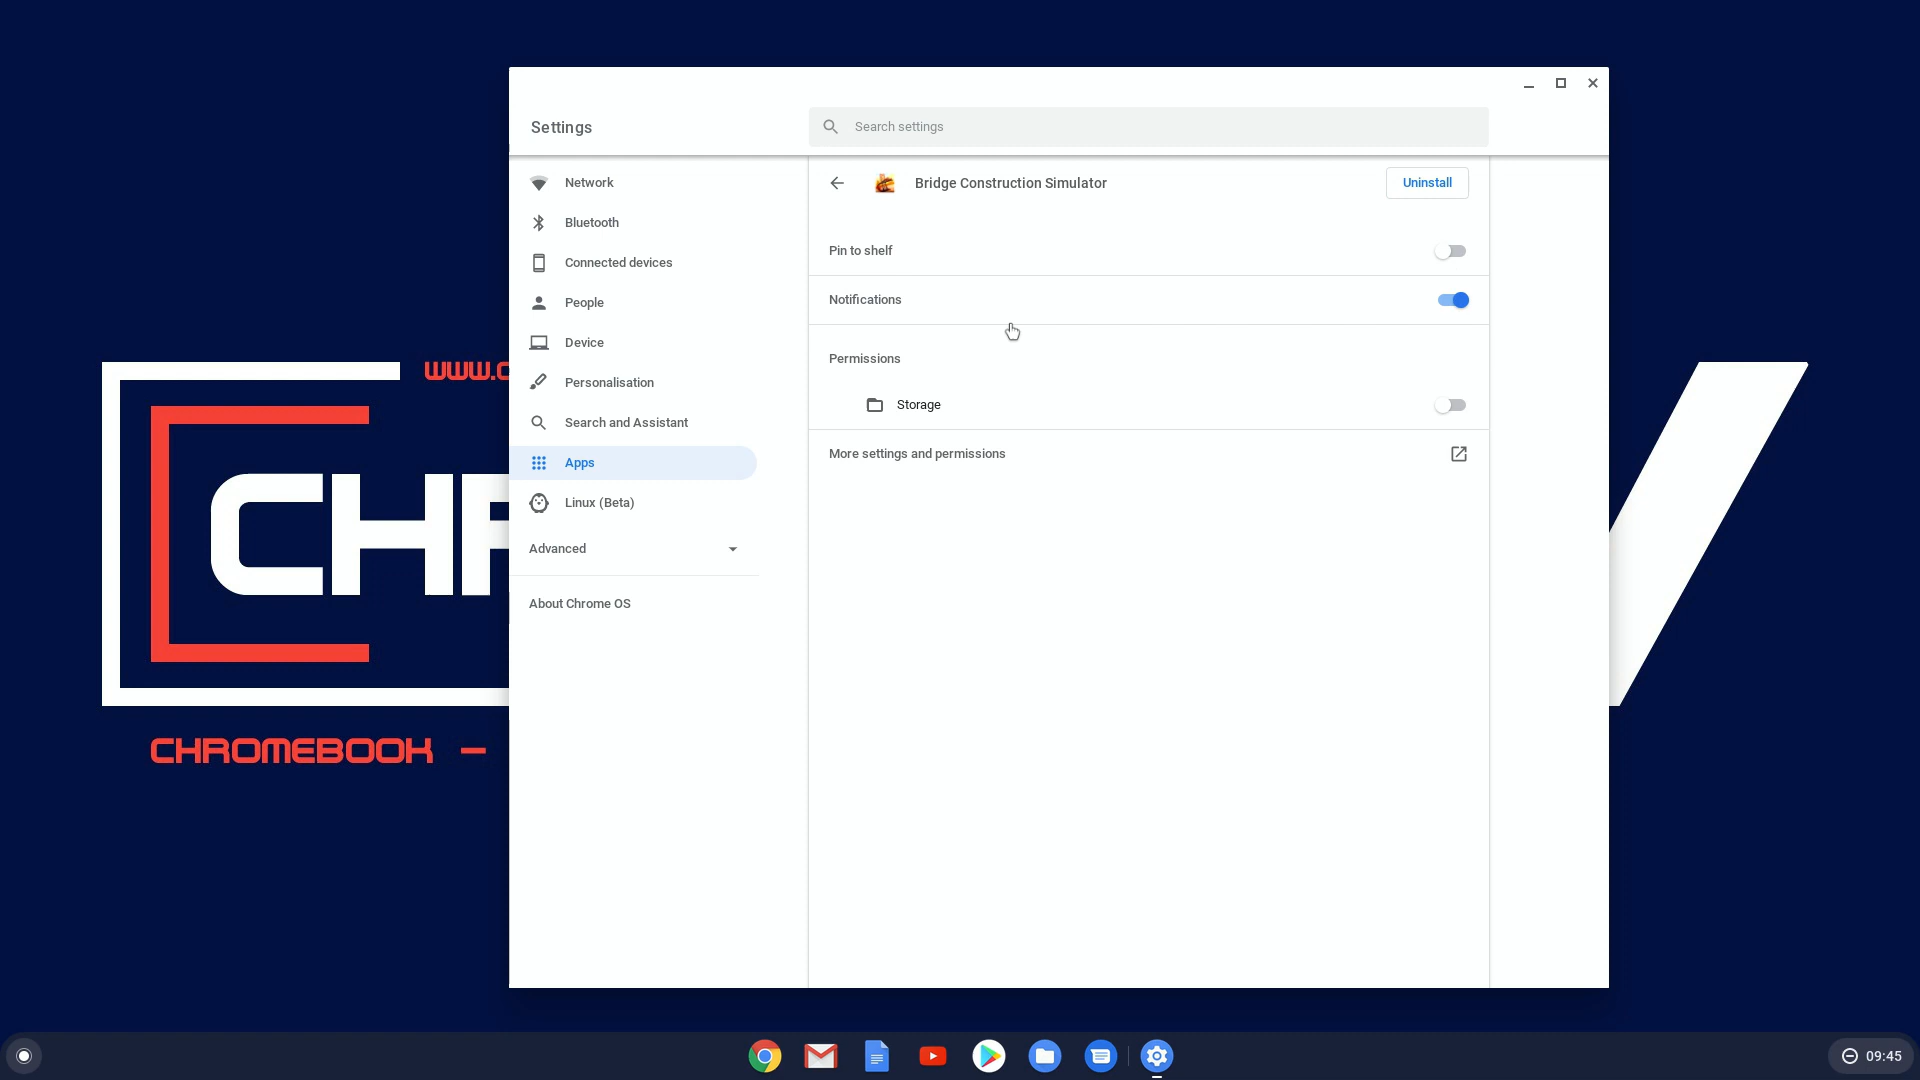 Settings
Search settings
Network
Bluetooth
Connected devices
People
Device
Personalisation
Search and Assistant
Apps
Linux (Beta)
Advanced
About Chrome OS
Bridge Construction Simulator
Uninstall
Pin to shelf
Notifications
Permissions
Storage
More settings and permissions
CHROMEBOOK -
09:45